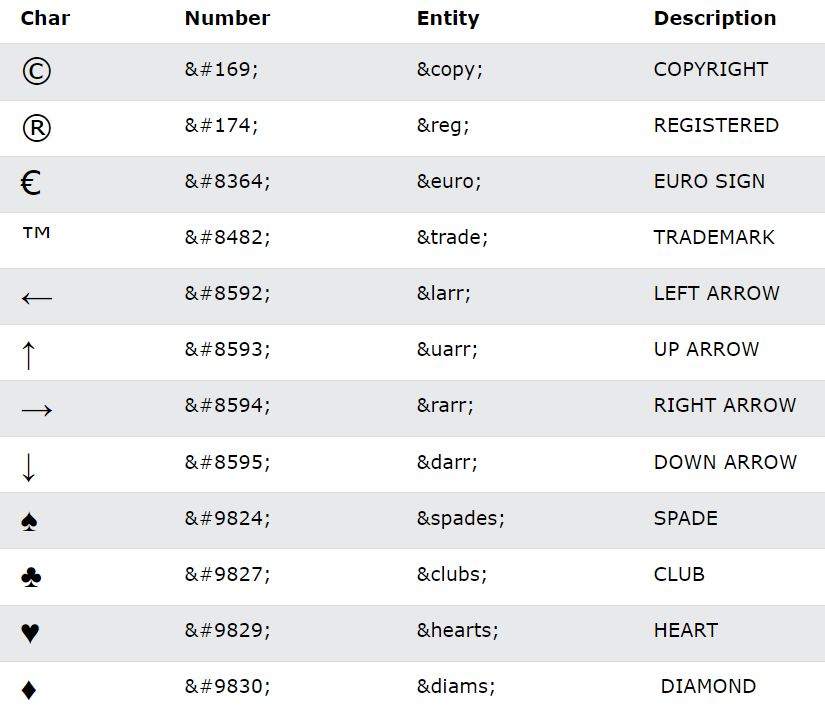 Char Number Entity Description
© &#169; &copy; COPYRIGHT
® &#174; &reg; REGISTERED
€ &#8364; &euro; EURO SIGN
™ &#8482; &trade; TRADEMARK
← &#8592; &larr; LEFT ARROW
↑ &#8593; &uarr; UP ARROW
→ &#8594; &rarr; RIGHT ARROW
↓ &#8595; &darr; DOWN ARROW
♠ &#9824; &spades; SPADE
♣ &#9827; &clubs; CLUB
♥ &#9829; &hearts; HEART
♦ &#9830; &diams; DIAMOND